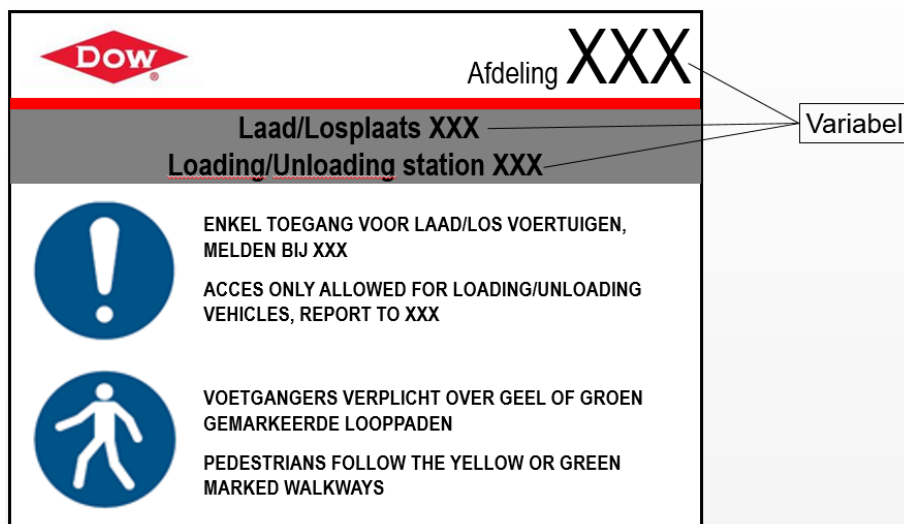 Dow
Afdeling XXX
Laad/Losplaats XXX
Loading/Unloading station XXX
Variabel
ENKEL TOEGANG VOOR LAAD/LOS VOERTUIGEN,
MELDEN BIJ XXX
ACCES ONLY ALLOWED FOR LOADING/UNLOADING
VEHICLES, REPORT TO XXX
VOETGANGERS VERPLICHT OVER GEEL OF GROEN
GEMARKEERDE LOOPPADEN
PEDESTRIANS FOLLOW THE YELLOW OR GREEN
MARKED WALKWAYS